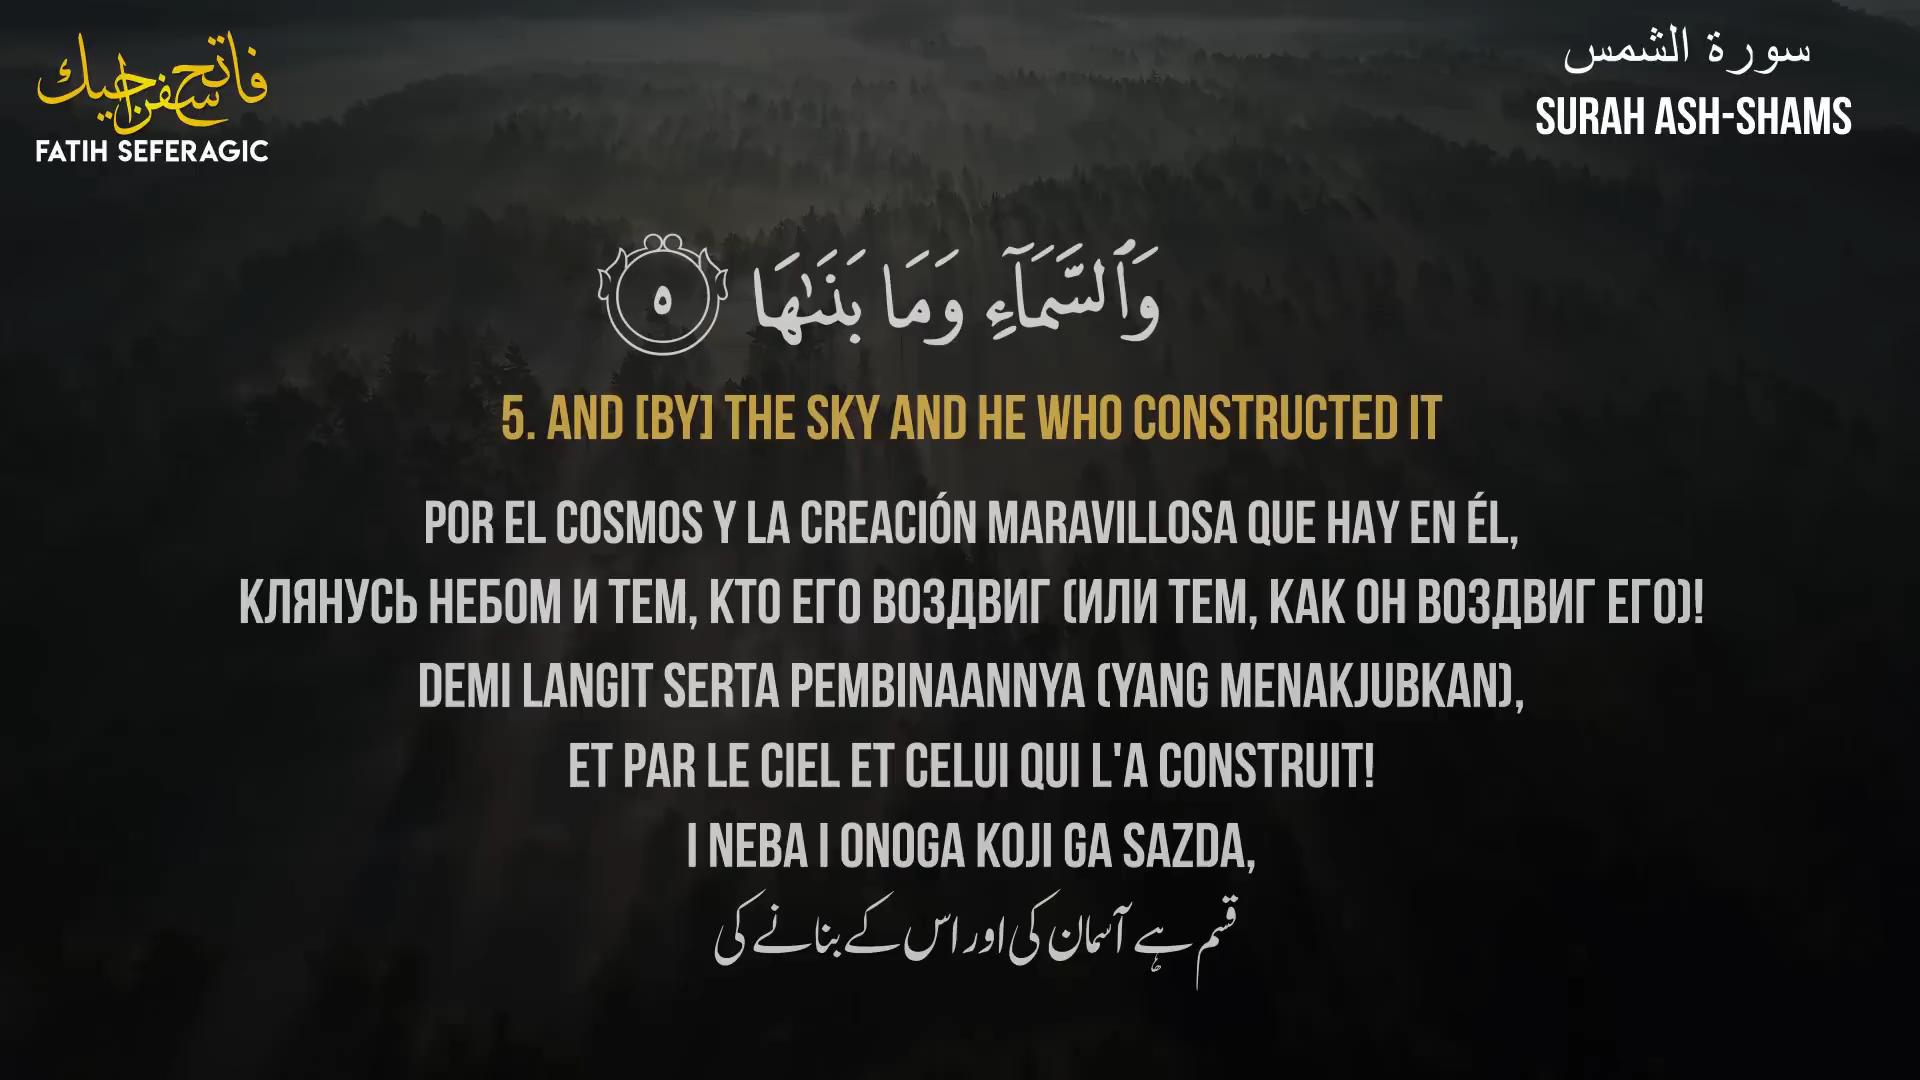 فاتح سفراجيك
FATIH SEFERAGIC
سورة الشمس
SURAH ASH-SHAMS
وَٱلسَّمَآءِ وَمَا بَنَىٰهَا ٥
5. AND [BY] THE SKY AND HE WHO CONSTRUCTED IT
POR EL COSMOS Y LA CREACIÓN MARAVILLOSA QUE HAY EN ÉL,
КЛЯНУСЬ НЕБОМ И ТЕМ, КТО ЕГО ВОЗДВИГ (ИЛИ ТЕМ, КАК ОН ВОЗДВИГ ЕГО)!
DEMI LANGIT SERTA PEMBINAANNYA (YANG MENAKJUBKAN),
ET PAR LE CIEL ET CELUI QUI L'A CONSTRUIT!
I NEBA I ONOGA KOJI GA SAZDA,
قسم ہے آسمان کی اور اس کے بنانے کی